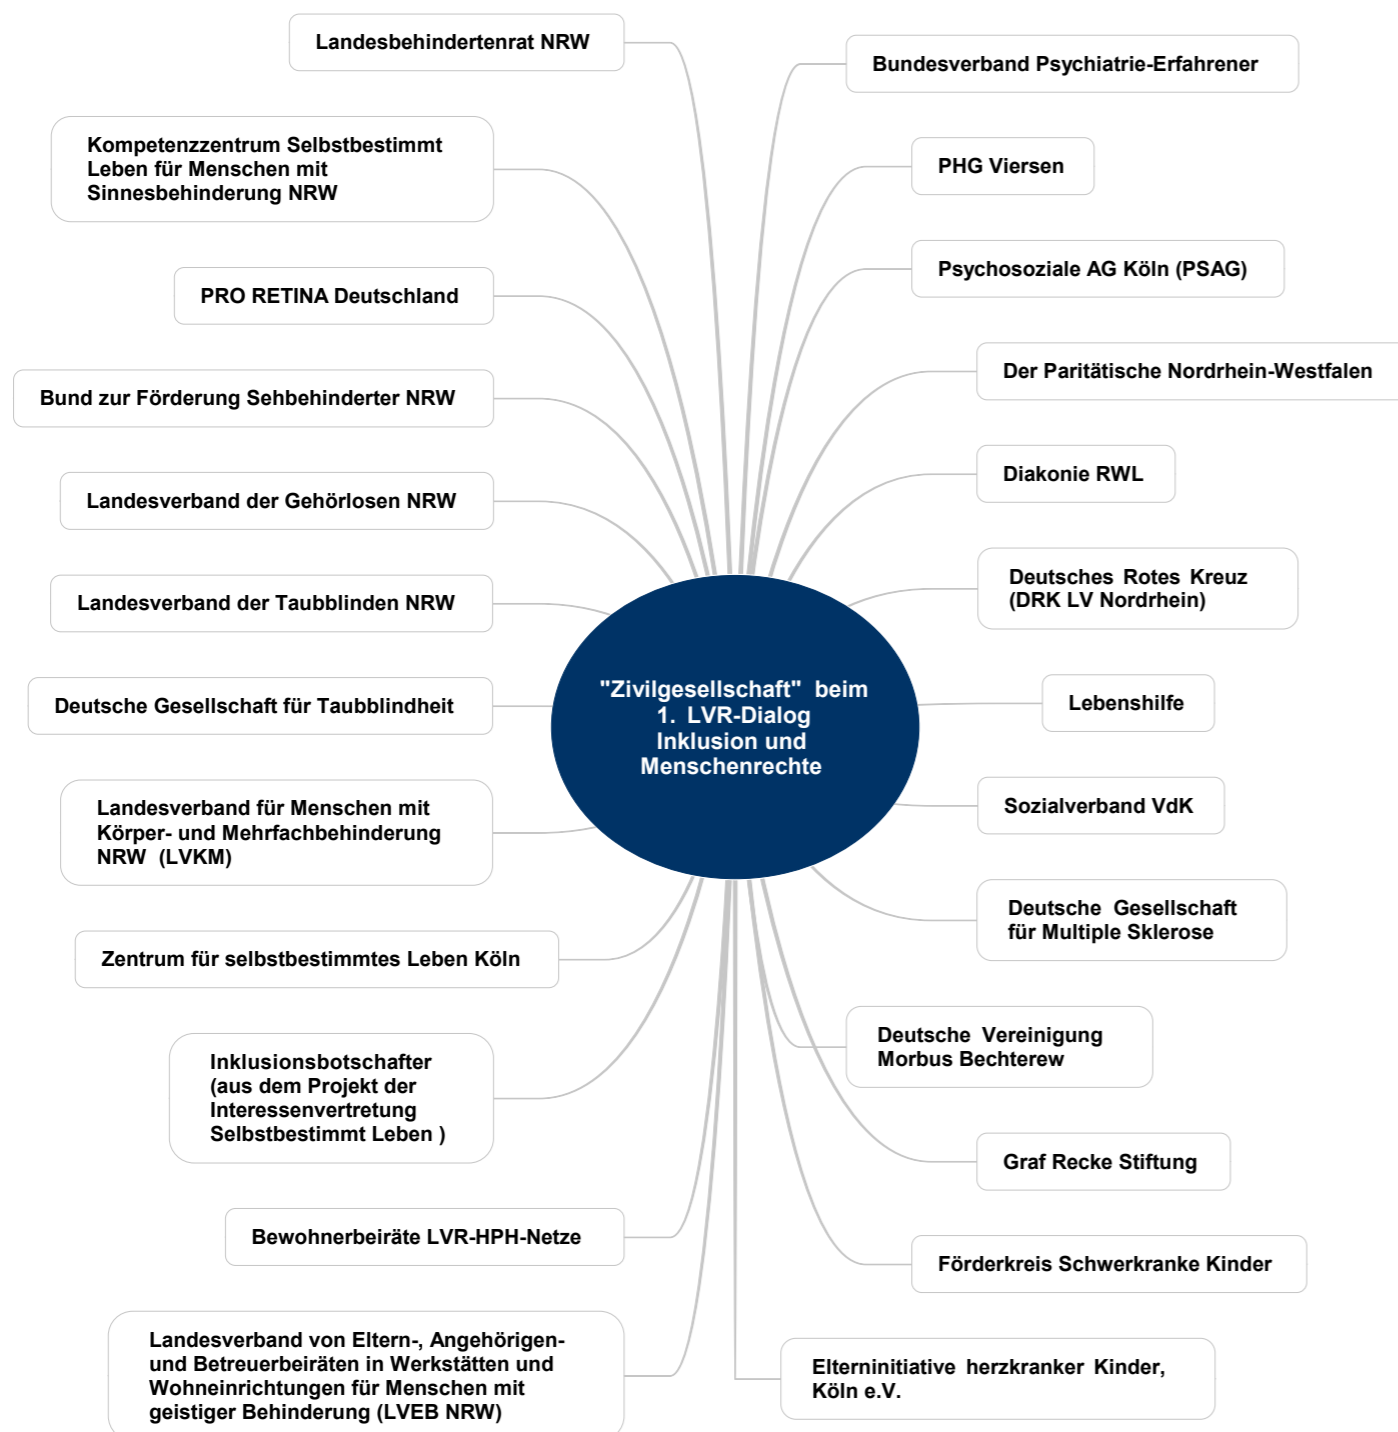 Landesbehindertenrat NRW
Kompetenzzentrum Selbstbestimmt
Leben für Menschen mit
Sinnesbehinderung NRW
PRO RETINA Deutschland
Bund zur Förderung Sehbehinderter NRW
Landesverband der Gehörlosen NRW
Landesverband der Taubblinden NRW
Deutsche Gesellschaft für Taubblindheit
Landesverband für Menschen mit
Körper- und Mehrfachbehinderung
NRW (LVKM)
Zentrum für selbstbestimmtes Leben Köln
Inklusionsbotschafter
(aus dem Projekt der
Interessenvertretung
Selbstbestimmt Leben )
Bewohnerbeiräte LVR-HPH-Netze
Landesverband von Eltern-, Angehörigen-
und Betreuerbeiräten in Werkstätten und
Wohneinrichtungen für Menschen mit
geistiger Behinderung (LVEB NRW)
"Zivilgesellschaft" beim
1. LVR-Dialog
Inklusion und
Menschenrechte
Bundesverband Psychiatrie-Erfahrener
PHG Viersen
Psychosoziale AG Köln (PSAG)
Der Paritätische Nordrhein-Westfalen
Diakonie RWL
Deutsches Rotes Kreuz
(DRK LV Nordrhein)
Lebenshilfe
Sozialverband VdK
Deutsche Gesellschaft
für Multiple Sklerose
Deutsche Vereinigung
Morbus Bechterew
Graf Recke Stiftung
Förderkreis Schwerkranke Kinder
Elterninitiative herzkranker Kinder,
Köln e.V.